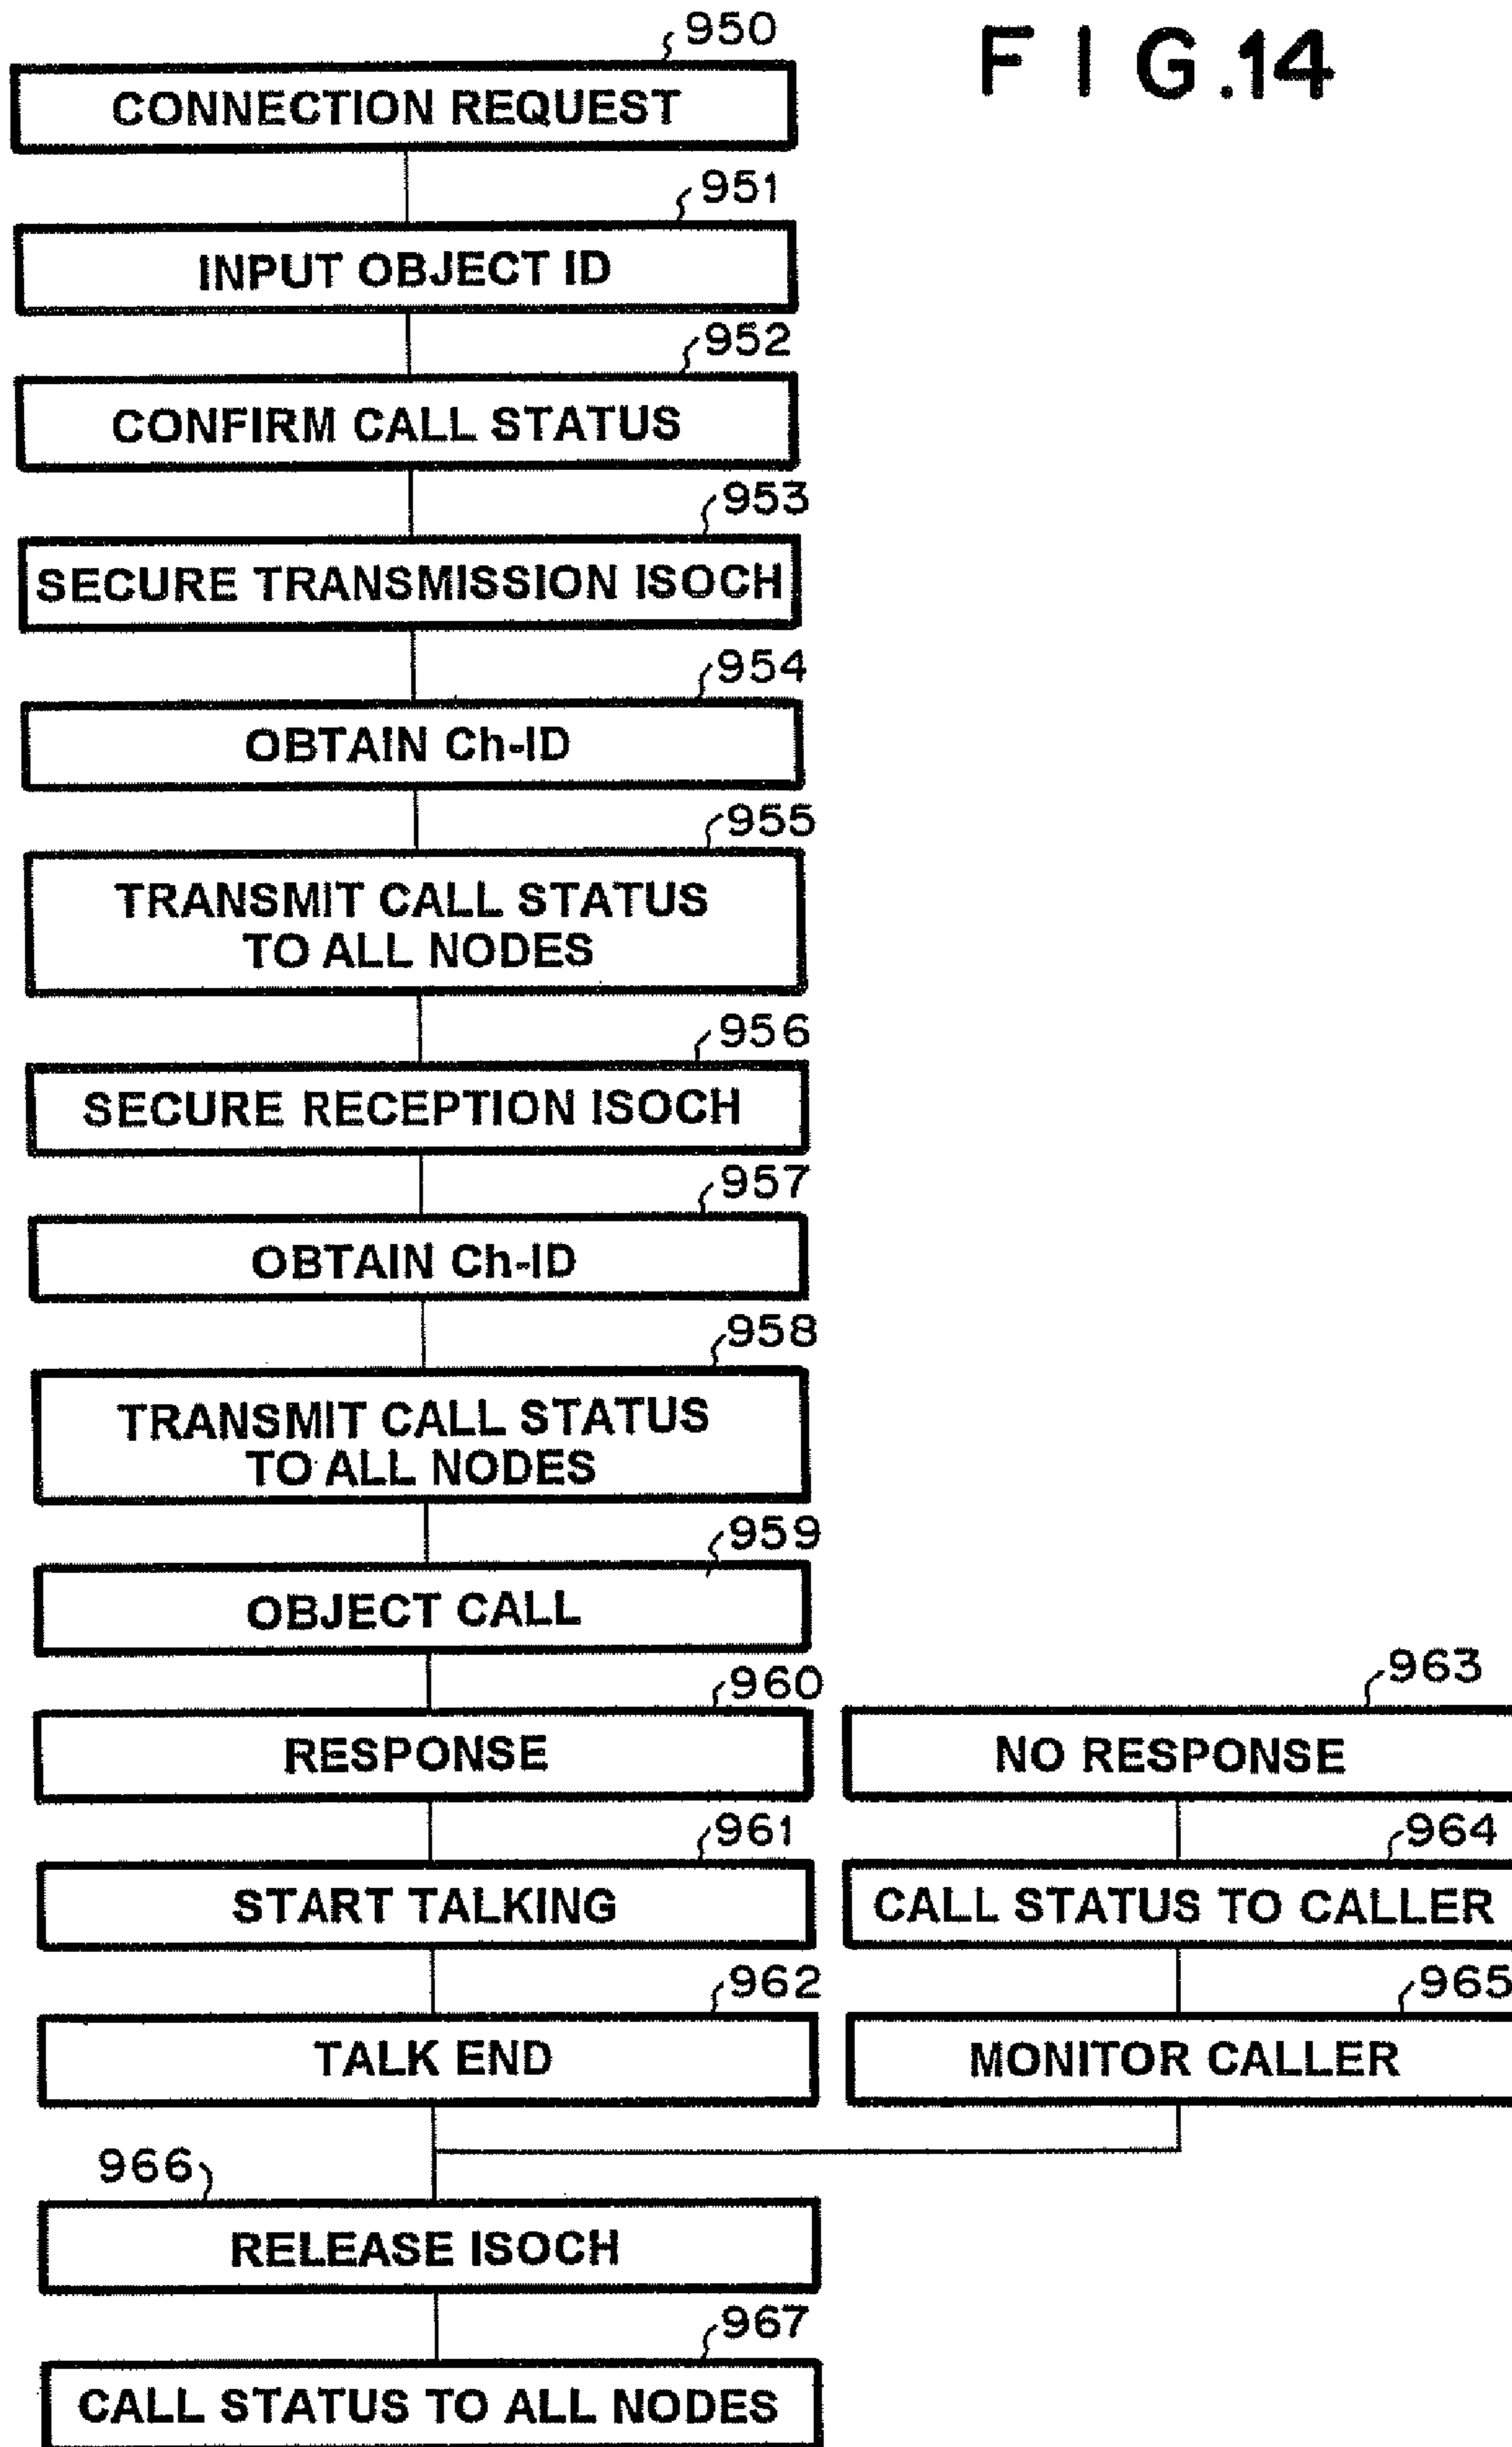 FIG.14
950
CONNECTION REQUEST
951
INPUT OBJECT ID
952
CONFIRM CALL STATUS
953
SECURE TRANSMISSION ISOCH
954
OBTAIN Ch-ID
955
TRANSMIT CALL STATUS
TO ALL NODES
956
SECURE RECEPTION ISOCH
957
OBTAIN Ch-ID
958
TRANSMIT CALL STATUS
TO ALL NODES
959
OBJECT CALL
960
RESPONSE
963
NO RESPONSE
961
START TALKING
964
CALL STATUS TO CALLER
962
TALK END
965
MONITOR CALLER
966
RELEASE ISOCH
967
CALL STATUS TO ALL NODES